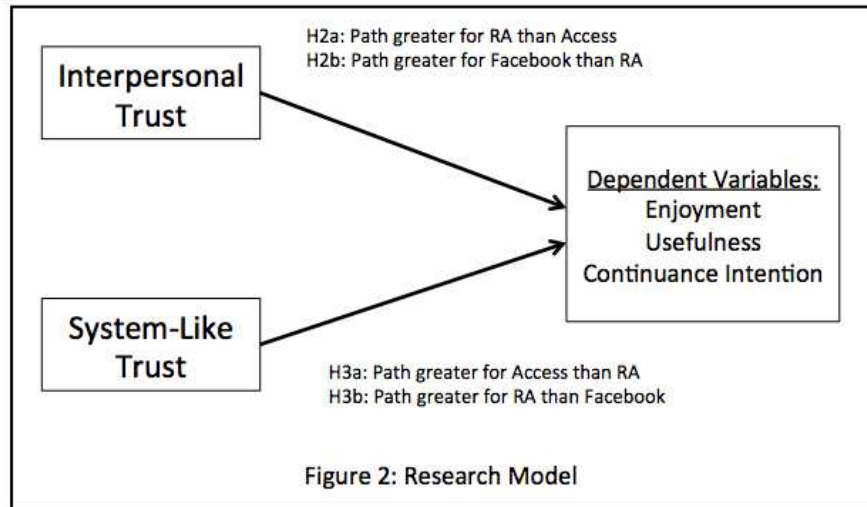 H2a: Path greater for RA than Access
H2b: Path greater for Facebook than RA
Interpersonal
Trust
Dependent Variables:
Enjoyment
Usefulness
Continuance Intention
System-Like
Trust
H3a: Path greater for Access than RA
H3b: Path greater for RA than Facebook
Figure 2: Research Model